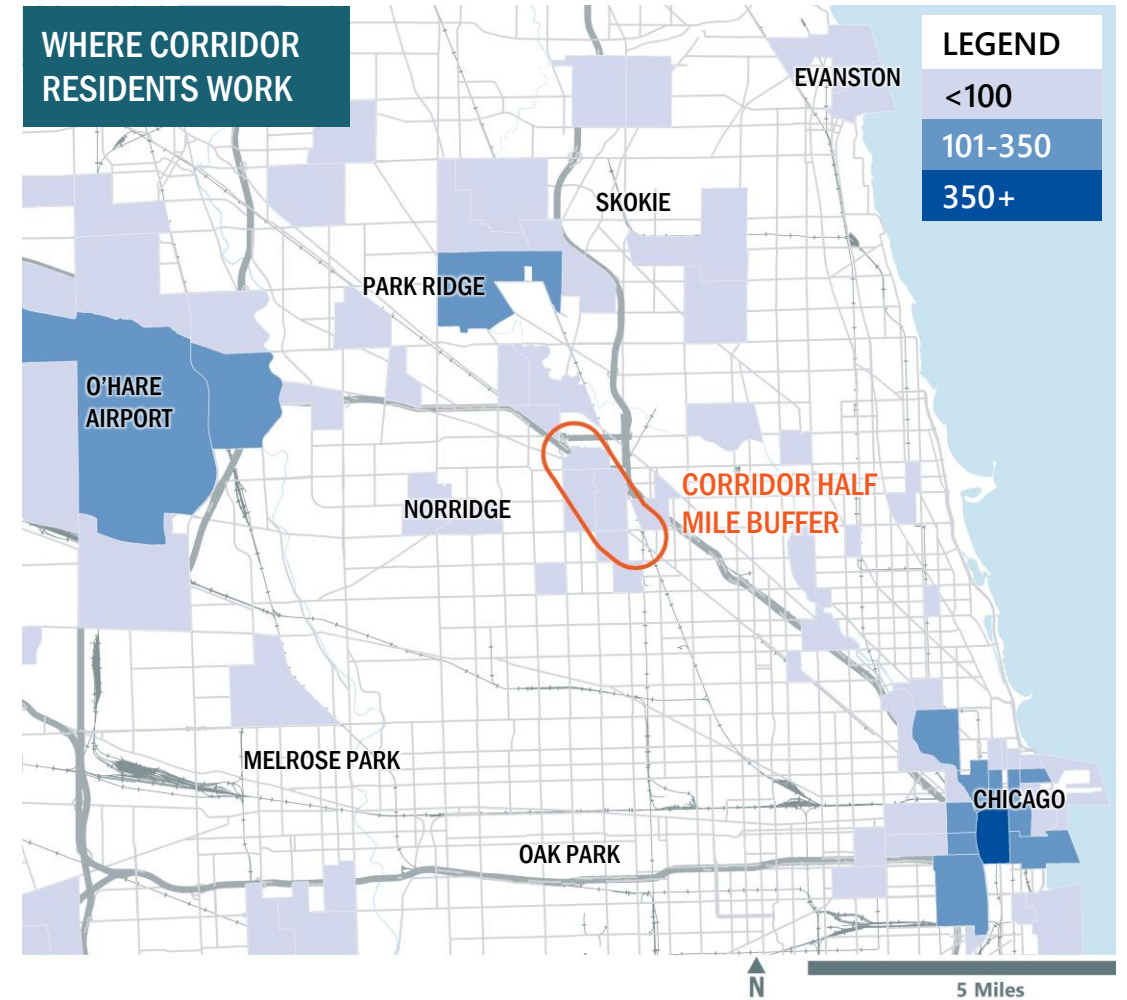 WHERE CORRIDOR
RESIDENTS WORK
LEGEND
<100
101-350
350+
EVANSTON
SKOKIE
PARK RIDGE
O'HARE
AIRPORT
NORRIDGE
CORRIDOR HALF
MILE BUFFER
MELROSE PARK
CHICAGO
OAK PARK
N
5 Miles